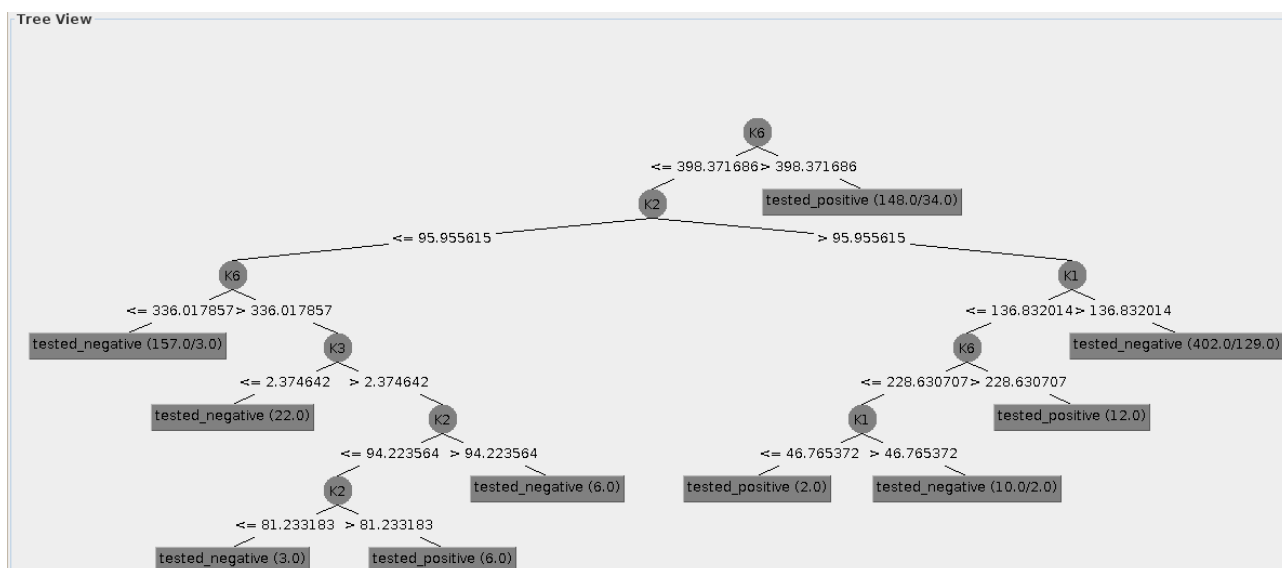 Tree View
K6
<= 398.371686 > 398.371686
K2 tested_positive (148.0/34.0)
<= 95.955615 > 95.955615
K6 K1
<= 336.017857 > 336.017857 <= 136.832014 > 136.832014
tested_negative (157.0/3.0) K3 K6 tested_negative (402.0/129.0)
<= 2.374642 > 2.374642 <= 228.630707 > 228.630707
tested_negative (22.0) K2 K1 tested_positive (12.0)
<= 94.223564 > 94.223564 <= 46.765372 > 46.765372
K2 tested_negative (6.0) tested_positive (2.0) tested_negative (10.0/2.0)
<= 81.233183 > 81.233183
tested_negative (3.0) tested_positive (6.0)